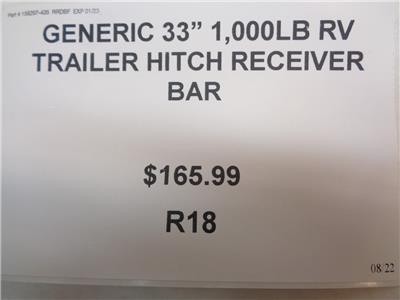 Part # 159297-435 RRDBF EXP 01/23
GENERIC 33” 1,000LB RV
TRAILER HITCH RECEIVER
BAR
$165.99
R18
08/22